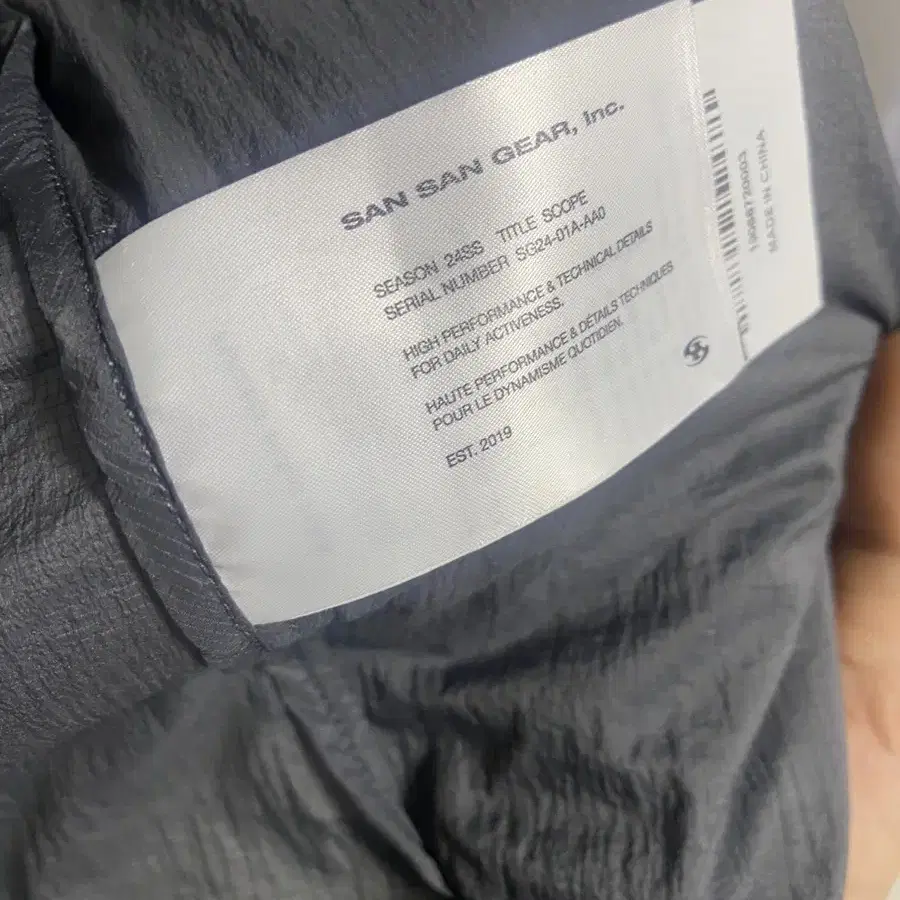 SAN SAN GEAR, Inc.
SEASON 24SS TITLE SCOPE
SERIAL NUMBER SG24-01A-AA0
HIGH PERFORMANCE & TECHNICAL DETAILS
FOR DAILY ACTIVENESS.
HAUTE PERFORMANCE & DÉTAILS TECHNIQUES
POUR LE DYNAMISME QUOTIDIEN.
EST. 2019
MADE IN CHINA